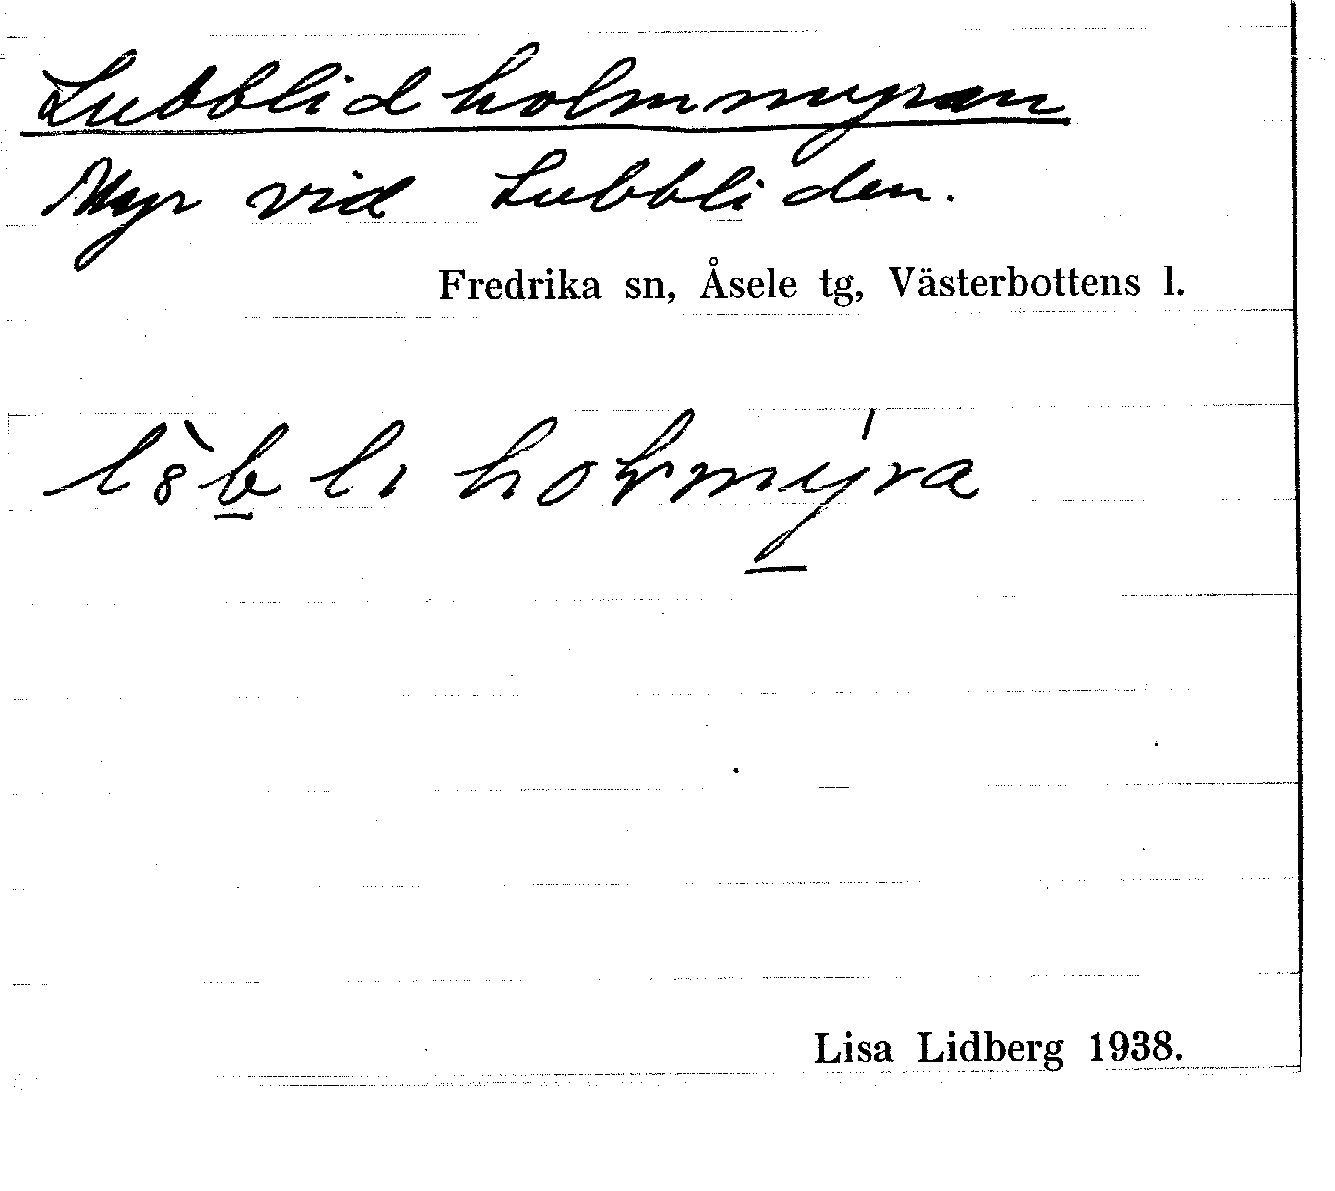 Lubblidholmmyran
Myr vid Lubbliden.
Fredrika sn, Åsele tg, Västerbottens l.
Lisa Lidberg 1938.